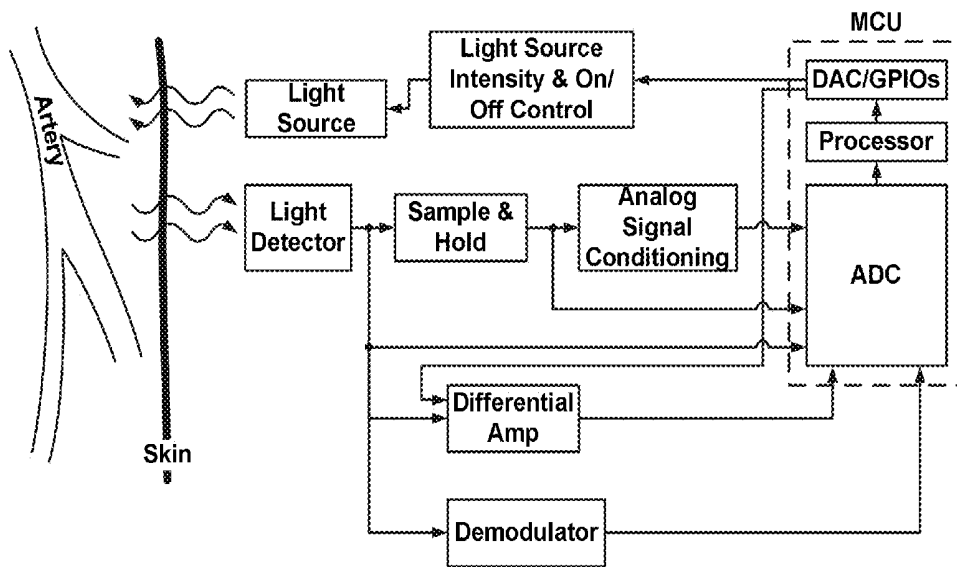 MCU
Light Source
Intensity & On/
Off Control
DAC/GPIOs
Light
Source
Processor
Artery
Light
Detector
Sample &
Hold
Analog
Signal
Conditioning
ADC
Differential
Amp
Skin
Demodulator